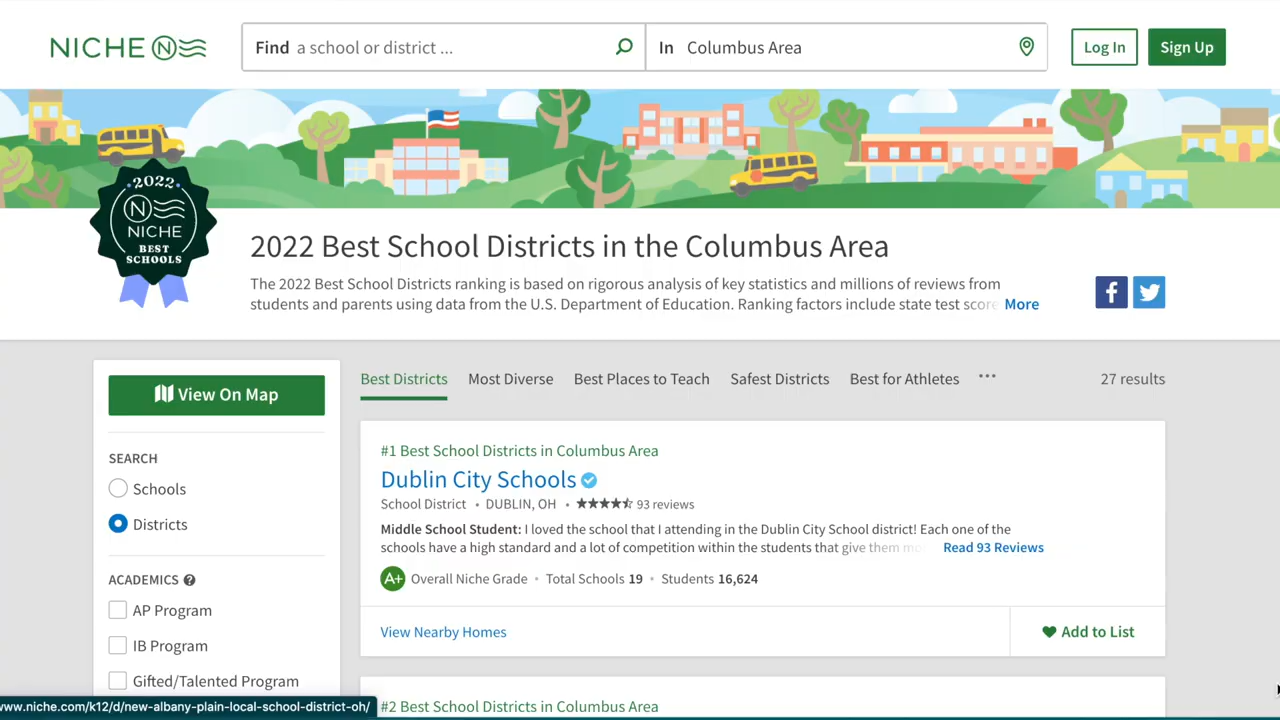 NICHE
Find a school or district ...
In Columbus Area
Log In
Sign Up
2022
NICHE
BEST
SCHOOLS
2022 Best School Districts in the Columbus Area
The 2022 Best School Districts ranking is based on rigorous analysis of key statistics and millions of reviews from
students and parents using data from the U.S. Department of Education. Ranking factors include state test score More
View On Map
Best Districts
Most Diverse
Best Places to Teach
Safest Districts
Best for Athletes
...
27 results
SEARCH
Schools
Districts
ACADEMICS ?
AP Program
IB Program
Gifted/Talented Program
#1 Best School Districts in Columbus Area
Dublin City Schools
School District • DUBLIN, OH • 93 reviews
Middle School Student: I loved the school that I attending in the Dublin City School district! Each one of the
schools have a high standard and a lot of competition within the students that give them mo Read 93 Reviews
A+ Overall Niche Grade • Total Schools 19 • Students 16,624
View Nearby Homes
Add to List
#2 Best School Districts in Columbus Area
www.niche.com/k12/d/new-albany-plain-local-school-district-oh/